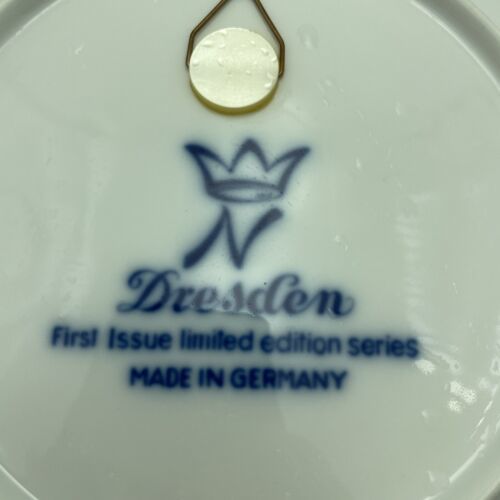 N
Dresden
First Issue limited edition series
MADE IN GERMANY